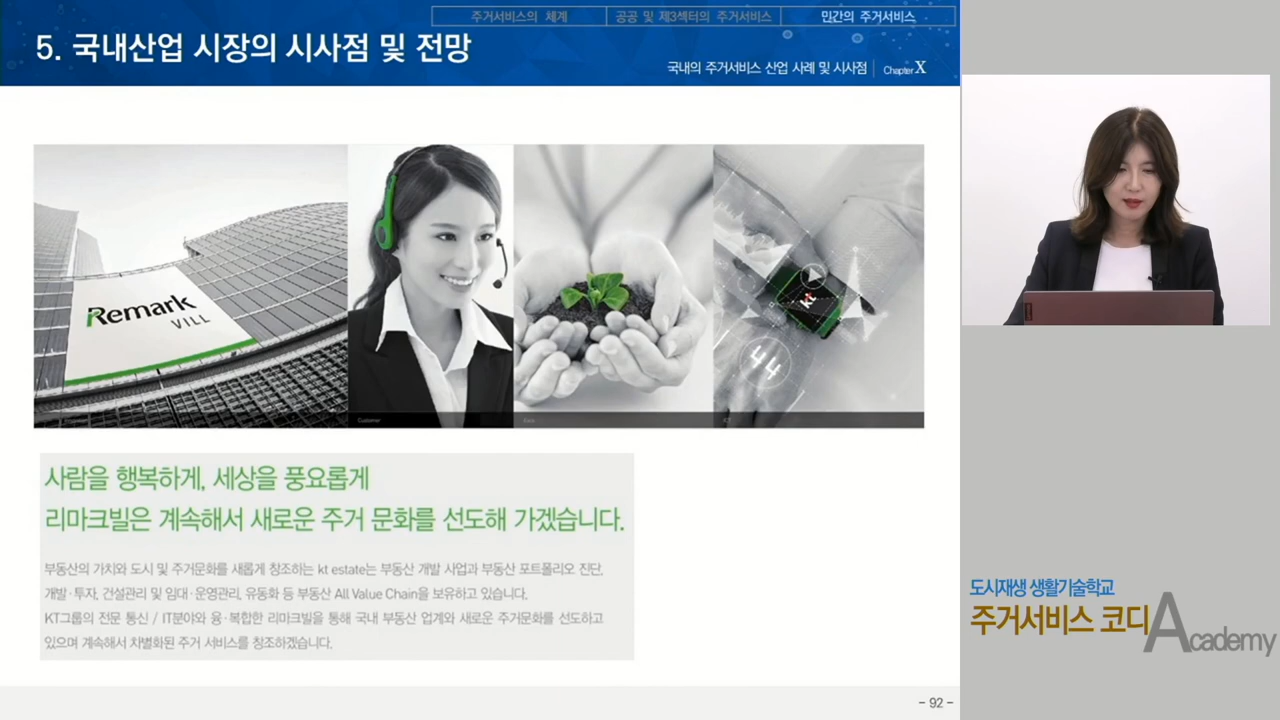 주거서비스의 체계
공공 및 제3섹터의 주거서비스
민간의 주거서비스
5. 국내산업 시장의 시사점 및 전망
국내의 주거서비스 산업 사례 및 시사점
Chapter X
Remark
VILL
kt
44
Customer
사람을 행복하게, 세상을 풍요롭게
리마크빌은 계속해서 새로운 주거 문화를 선도해 가겠습니다.
부동산의 가치와 도시 및 주거문화를 새롭게 창조하는 kt estate는 부동산 개발 사업과 부동산 포트폴리오 진단,
개발·투자, 건설관리 및 임대·운영관리, 유동화 등 부동산 All Value Chain을 보유하고 있습니다.
KT그룹의 전문 통신 / IT분야와 융·복합한 리마크빌을 통해 국내 부동산 업계와 새로운 주거문화를 선도하고
있으며 계속해서 차별화된 주거 서비스를 창조하겠습니다.
- 92 -
도시재생 생활기술학교
주거서비스 코디
Academy